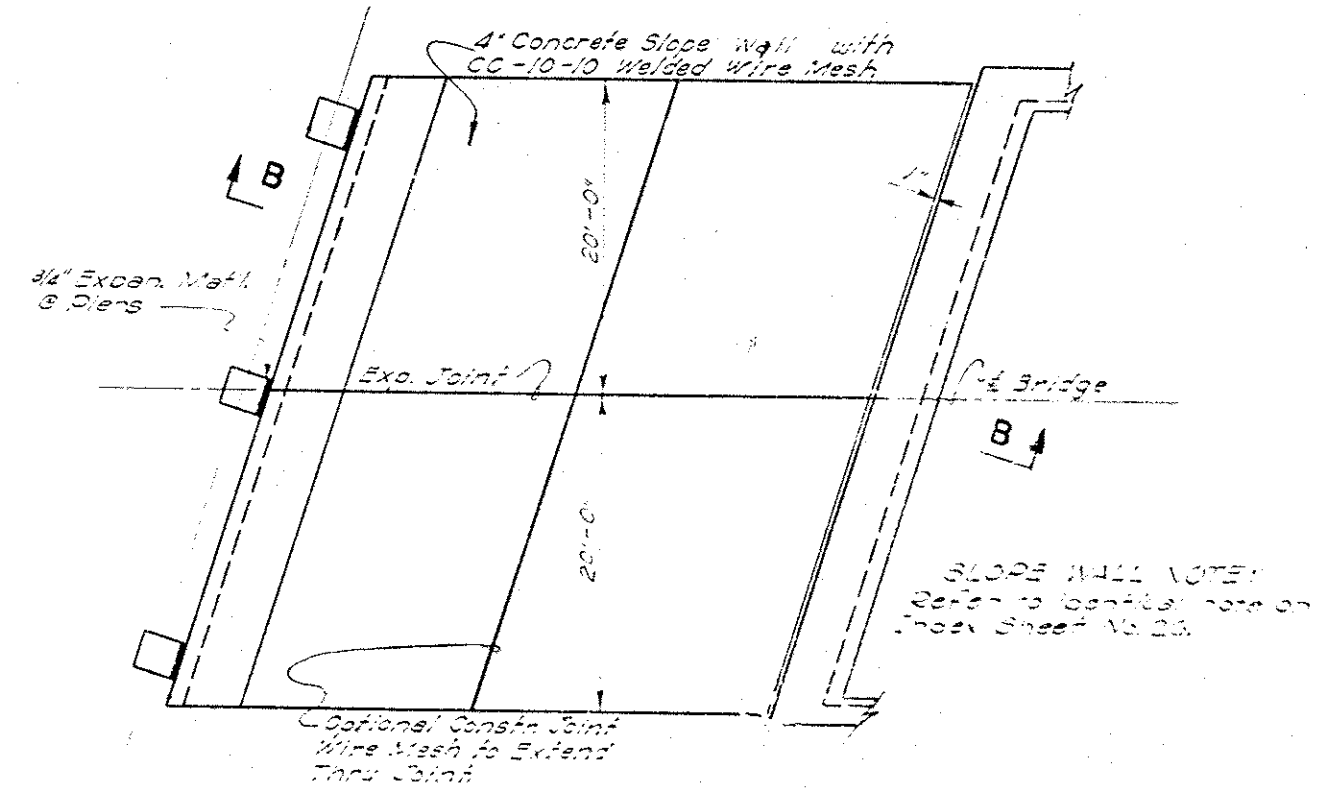 4" Concrete Slope Wall with
CC-10-10 Welded Wire Mesh
B
20'-0"
1"
3/4" Expan. Mat'l.
@ Piers
Exp. Joint
℄ Bridge
B
20'-0"
SLOPE WALL NOTE:
Refer to identical note on
Index Sheet No.
Optional Constr. Joint
Wire Mesh to Extend
Thru Joint